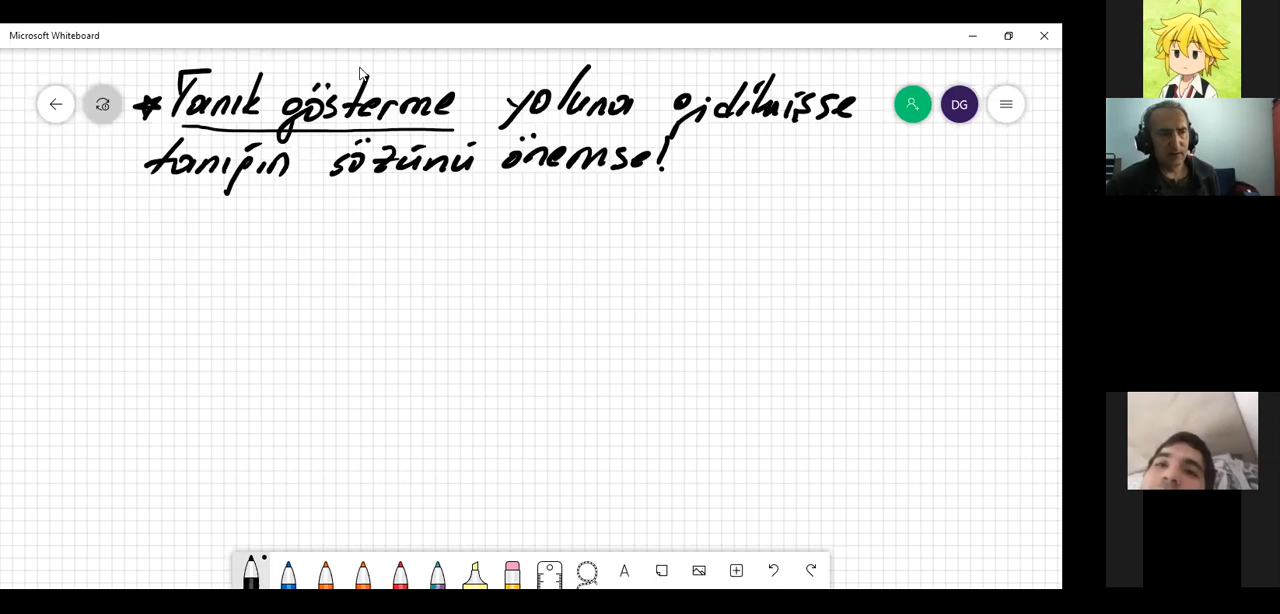 Microsoft Whiteboard
* Tanık gösterme yoluna gidilmişse
DG
tanığın sözünü önemse!
A